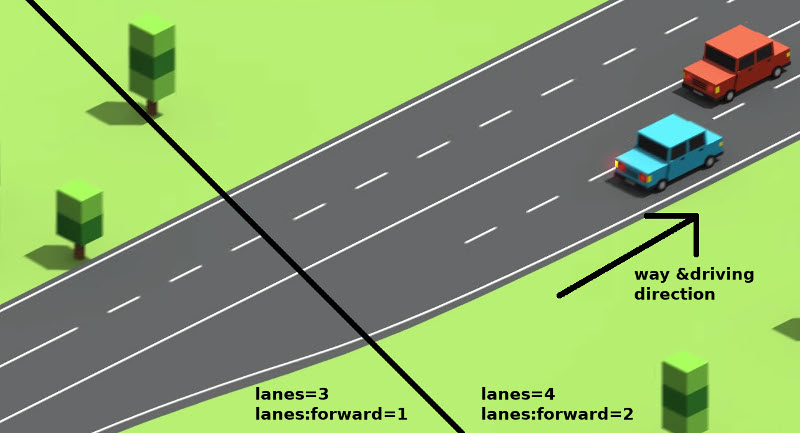 way &driving
direction
lanes=3
lanes:forward=1
lanes=4
lanes:forward=2